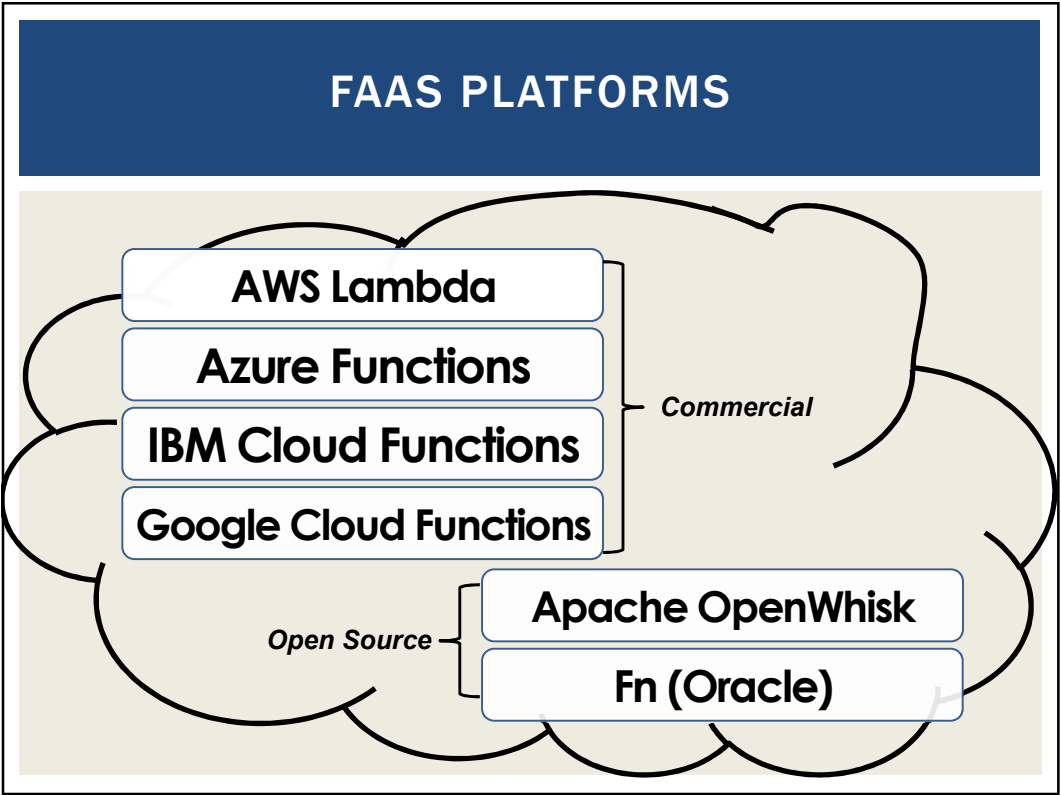 FAAS PLATFORMS
AWS Lambda
Azure Functions
Commercial
IBM Cloud Functions
Google Cloud Functions
Apache OpenWhisk
Open Source
Fn (Oracle)